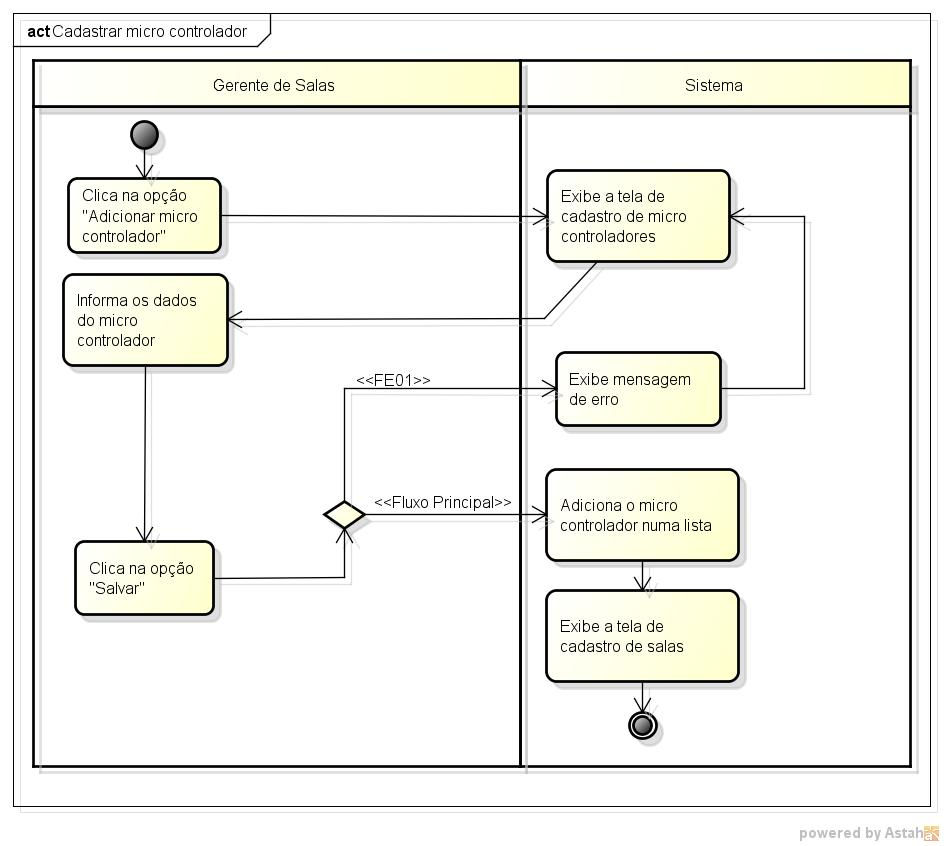 act Cadastrar micro controlador
Gerente de Salas
Sistema
Clica na opção
"Adicionar micro
controlador"
Exibe a tela de
cadastro de micro
controladores
Informa os dados
do micro
controlador
<<FE01>>
Exibe mensagem
de erro
<<Fluxo Principal>>
Adiciona o micro
controlador numa lista
Clica na opção
"Salvar"
Exibe a tela de
cadastro de salas
powered by Astah